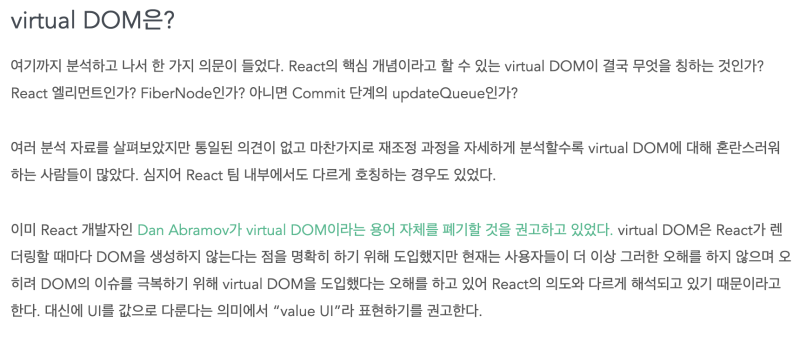 virtual DOM은?
여기까지 분석하고 나서 한 가지 의문이 들었다. React의 핵심 개념이라고 할 수 있는 virtual DOM이 결국 무엇을 칭하는 것인가?
React 엘리먼트인가? FiberNode인가? 아니면 Commit 단계의 updateQueue인가?
여러 분석 자료를 살펴보았지만 통일된 의견이 없고 마찬가지로 재조정 과정을 자세하게 분석할수록 virtual DOM에 대해 혼란스러워
하는 사람들이 많았다. 심지어 React 팀 내부에서도 다르게 호칭하는 경우도 있었다.
이미 React 개발자인 Dan Abramov가 virtual DOM이라는 용어 자체를 폐기할 것을 권고하고 있었다. virtual DOM은 React가 렌
더링할 때마다 DOM을 생성하지 않는다는 점을 명확히 하기 위해 도입했지만 현재는 사용자들이 더 이상 그러한 오해를 하지 않으며 오
히려 DOM의 이슈를 극복하기 위해 virtual DOM을 도입했다는 오해를 하고 있어 React의 의도와 다르게 해석되고 있기 때문이라고
한다. 대신에 UI를 값으로 다룬다는 의미에서 “value UI”라 표현하기를 권고한다.